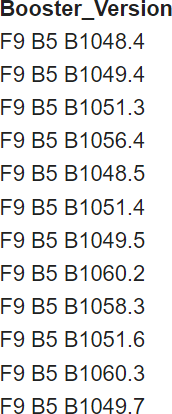 Booster_Version
F9 B5 B1048.4
F9 B5 B1049.4
F9 B5 B1051.3
F9 B5 B1056.4
F9 B5 B1048.5
F9 B5 B1051.4
F9 B5 B1049.5
F9 B5 B1060.2
F9 B5 B1058.3
F9 B5 B1051.6
F9 B5 B1060.3
F9 B5 B1049.7